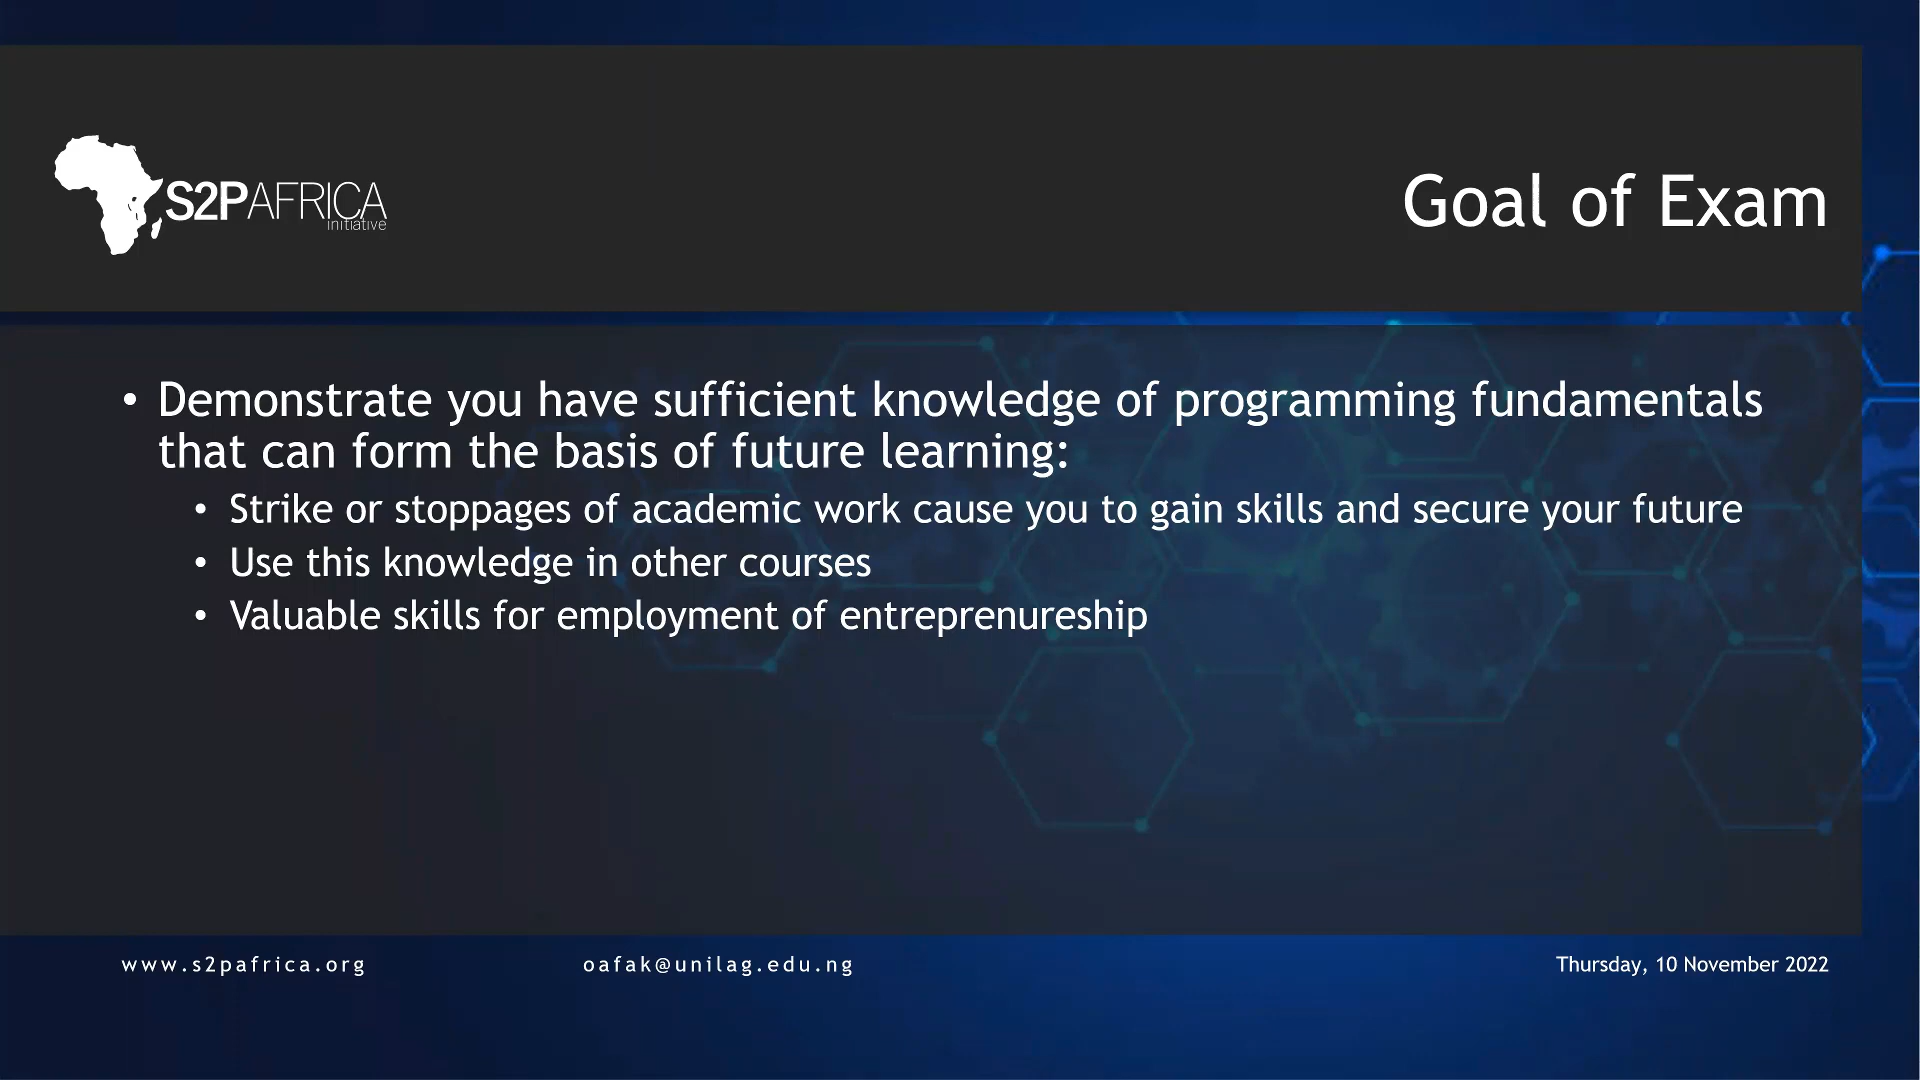 S2PAFRICA
initiative
Goal of Exam
• Demonstrate you have sufficient knowledge of programming fundamentals
that can form the basis of future learning:
• Strike or stoppages of academic work cause you to gain skills and secure your future
• Use this knowledge in other courses
• Valuable skills for employment of entreprenureship
www.s2pafrica.org
oafak@unilag.edu.ng
Thursday, 10 November 2022